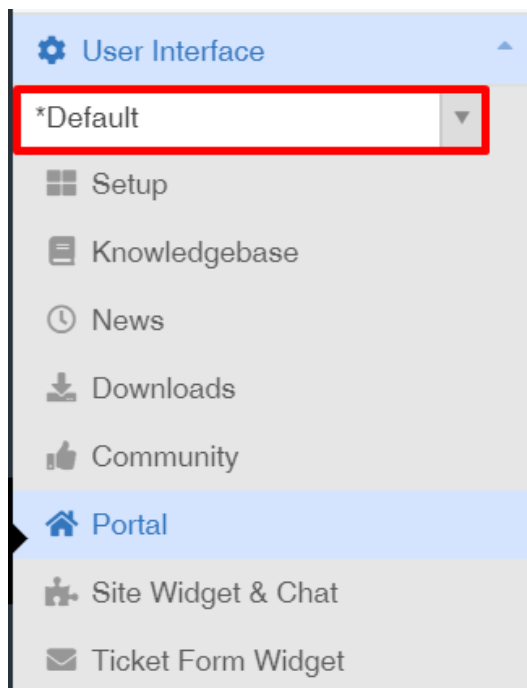 User Interface
*Default
Setup
Knowledgebase
News
Downloads
Community
Portal
Site Widget & Chat
Ticket Form Widget